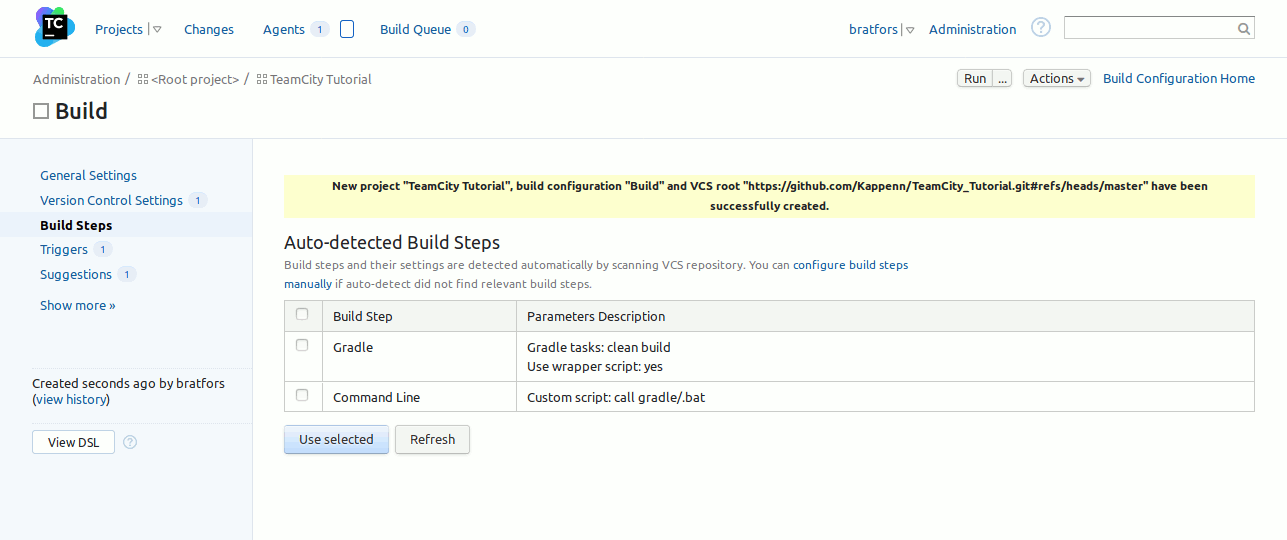 TC
Projects
Changes
Agents 1
Build Queue 0
bratfors
Administration
?
Administration / <Root project> / TeamCity Tutorial
Run ...
Actions
Build Configuration Home
Build
General Settings
Version Control Settings 1
Build Steps
Triggers 1
Suggestions 1
Show more »
Created seconds ago by bratfors
(view history)
View DSL ?
New project "TeamCity Tutorial", build configuration "Build" and VCS root "https://github.com/Kappenn/TeamCity_Tutorial.git#refs/heads/master" have been
successfully created.
Auto-detected Build Steps
Build steps and their settings are detected automatically by scanning VCS repository. You can configure build steps
manually if auto-detect did not find relevant build steps.
Build Step Parameters Description
Gradle Gradle tasks: clean build
Use wrapper script: yes
Command Line Custom script: call gradle/.bat
Use selected Refresh